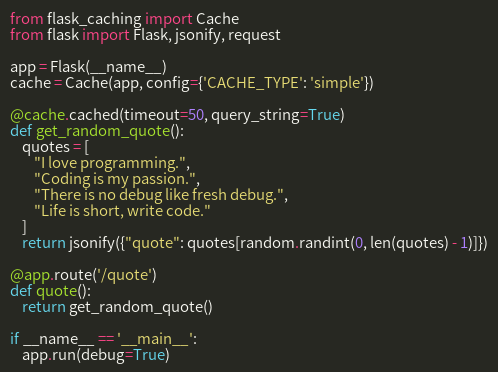 from flask_caching import Cache
from flask import Flask, jsonify, request

app = Flask(__name__)
cache = Cache(app, config={'CACHE_TYPE': 'simple'})

@cache.cached(timeout=50, query_string=True)
def get_random_quote():
    quotes = [
        "I love programming.",
        "Coding is my passion.",
        "There is no debug like fresh debug.",
        "Life is short, write code."
    ]
    return jsonify({"quote": quotes[random.randint(0, len(quotes) - 1)]})

@app.route('/quote')
def quote():
    return get_random_quote()

if __name__ == '__main__':
    app.run(debug=True)